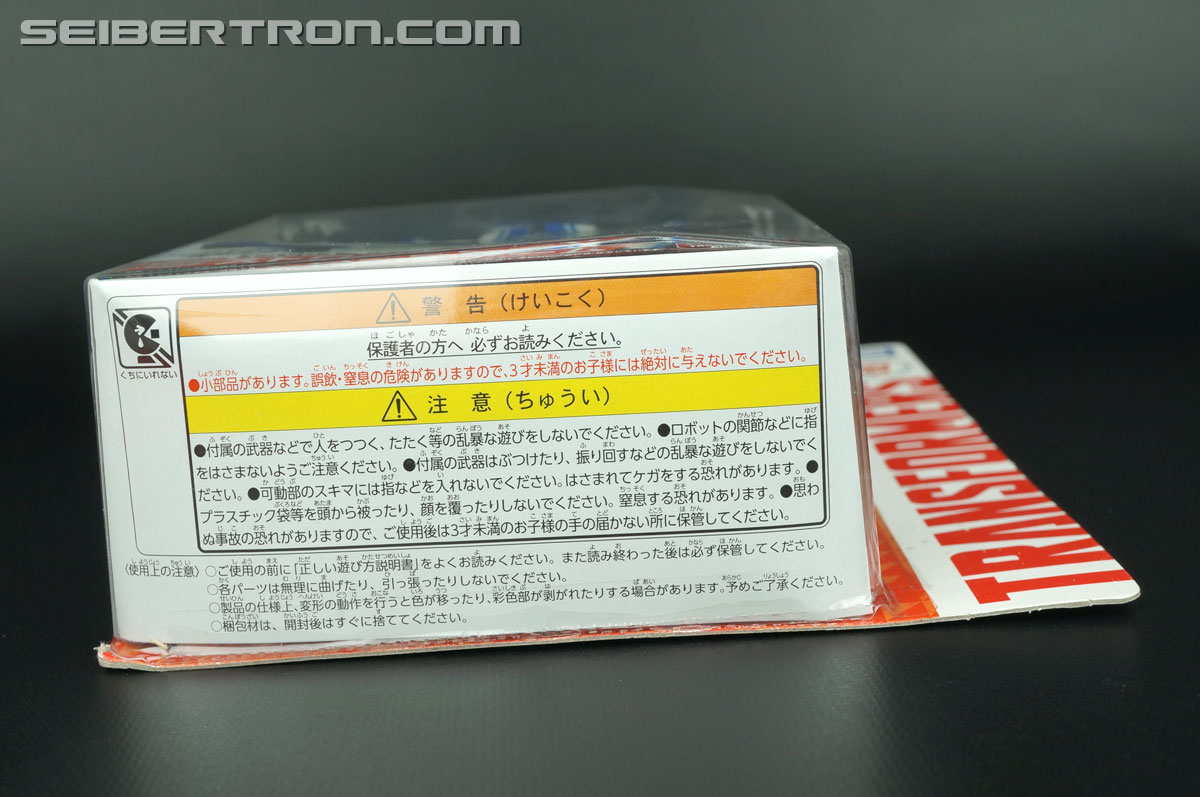 SEIBERTRON.com
警告(けいこく)
保護者の方へ 必ずお読みください。
●小部品があります。誤飲・窒息の危険がありますので、3才未満のお子様には絶対に与えないでください。
くちにいれない
注意(ちゅうい)
●付属の武器などで人をつつく、たたく等の乱暴な遊びをしないでください。●ロボットの関節などに指
をはさまないようご注意ください。●付属の武器はぶつけたり、振り回すなどの乱暴な遊びをしないでく
ださい。●可動部のスキマには指などを入れないでください。はさまれてケガをする恐れがあります。●
プラスチック袋等を頭から被ったり、顔を覆ったりしないでください。窒息する恐れがあります。●思わ
ぬ事故の恐れがありますので、ご使用後は3才未満のお子様の手の届かない所に保管してください。
〈使用上の注意〉○ご使用の前に「正しい遊び方説明書」をよくお読みください。また読み終わった後は必ず保管してください。
○各パーツは無理に曲げたり、引っ張ったりしないでください。
○製品の仕様上、変形の動作を行うと色が移ったり、彩色部が剥がれたりする場合があります。予めご了承ください。
○梱包材は、開封後はすぐに捨ててください。
TRANSFORMERS